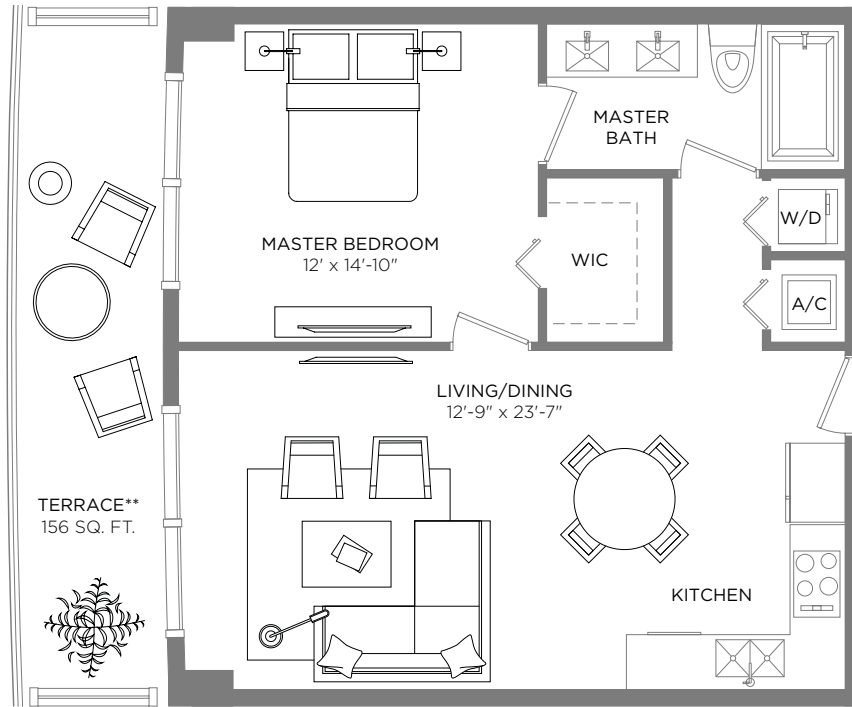 MASTER
BATH
MASTER BEDROOM
12' x 14'-10"
WIC
W/D
A/C
LIVING/DINING
12'-9" x 23'-7"
TERRACE**
156 SQ. FT.
KITCHEN